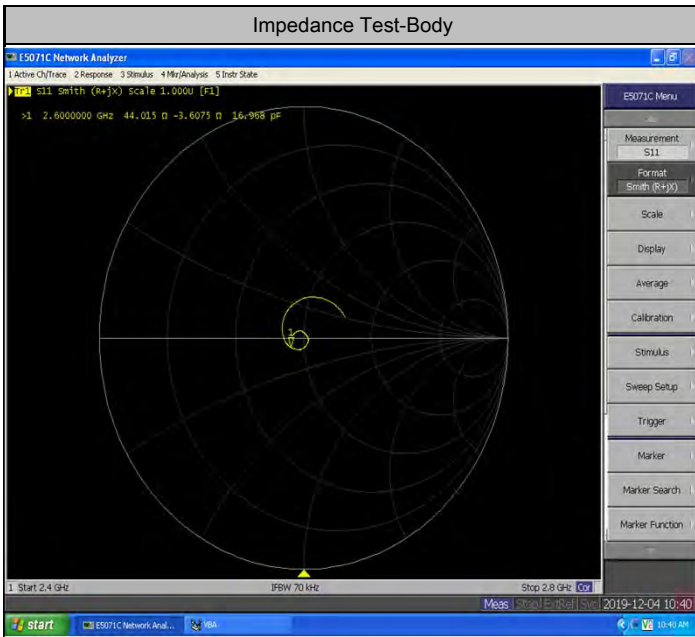 Impedance Test-Body
E5071C Network Analyzer
1 Active Ch/Trace 2 Response 3 Stimulus 4 Mkr/Analysis 5 Instr State
Tr1 S11 Smith (R+jX) Scale 1.000U [F1]
>1 2.6000000 GHz 44.015 Ω -3.6075 Ω 16.968 pF
1
E5071C Menu
Measurement
S11
Format
Smith (R+jX)
Scale
Display
Average
Calibration
Stimulus
Sweep Setup
Trigger
Marker
Marker Search
Marker Function
1 Start 2.4 GHz IFBW 70 kHz Stop 2.8 GHz Cor
Meas Stop ExtRef Svc 2019-12-04 10:40
start E5071C Network Anal... VBA 10:40 AM